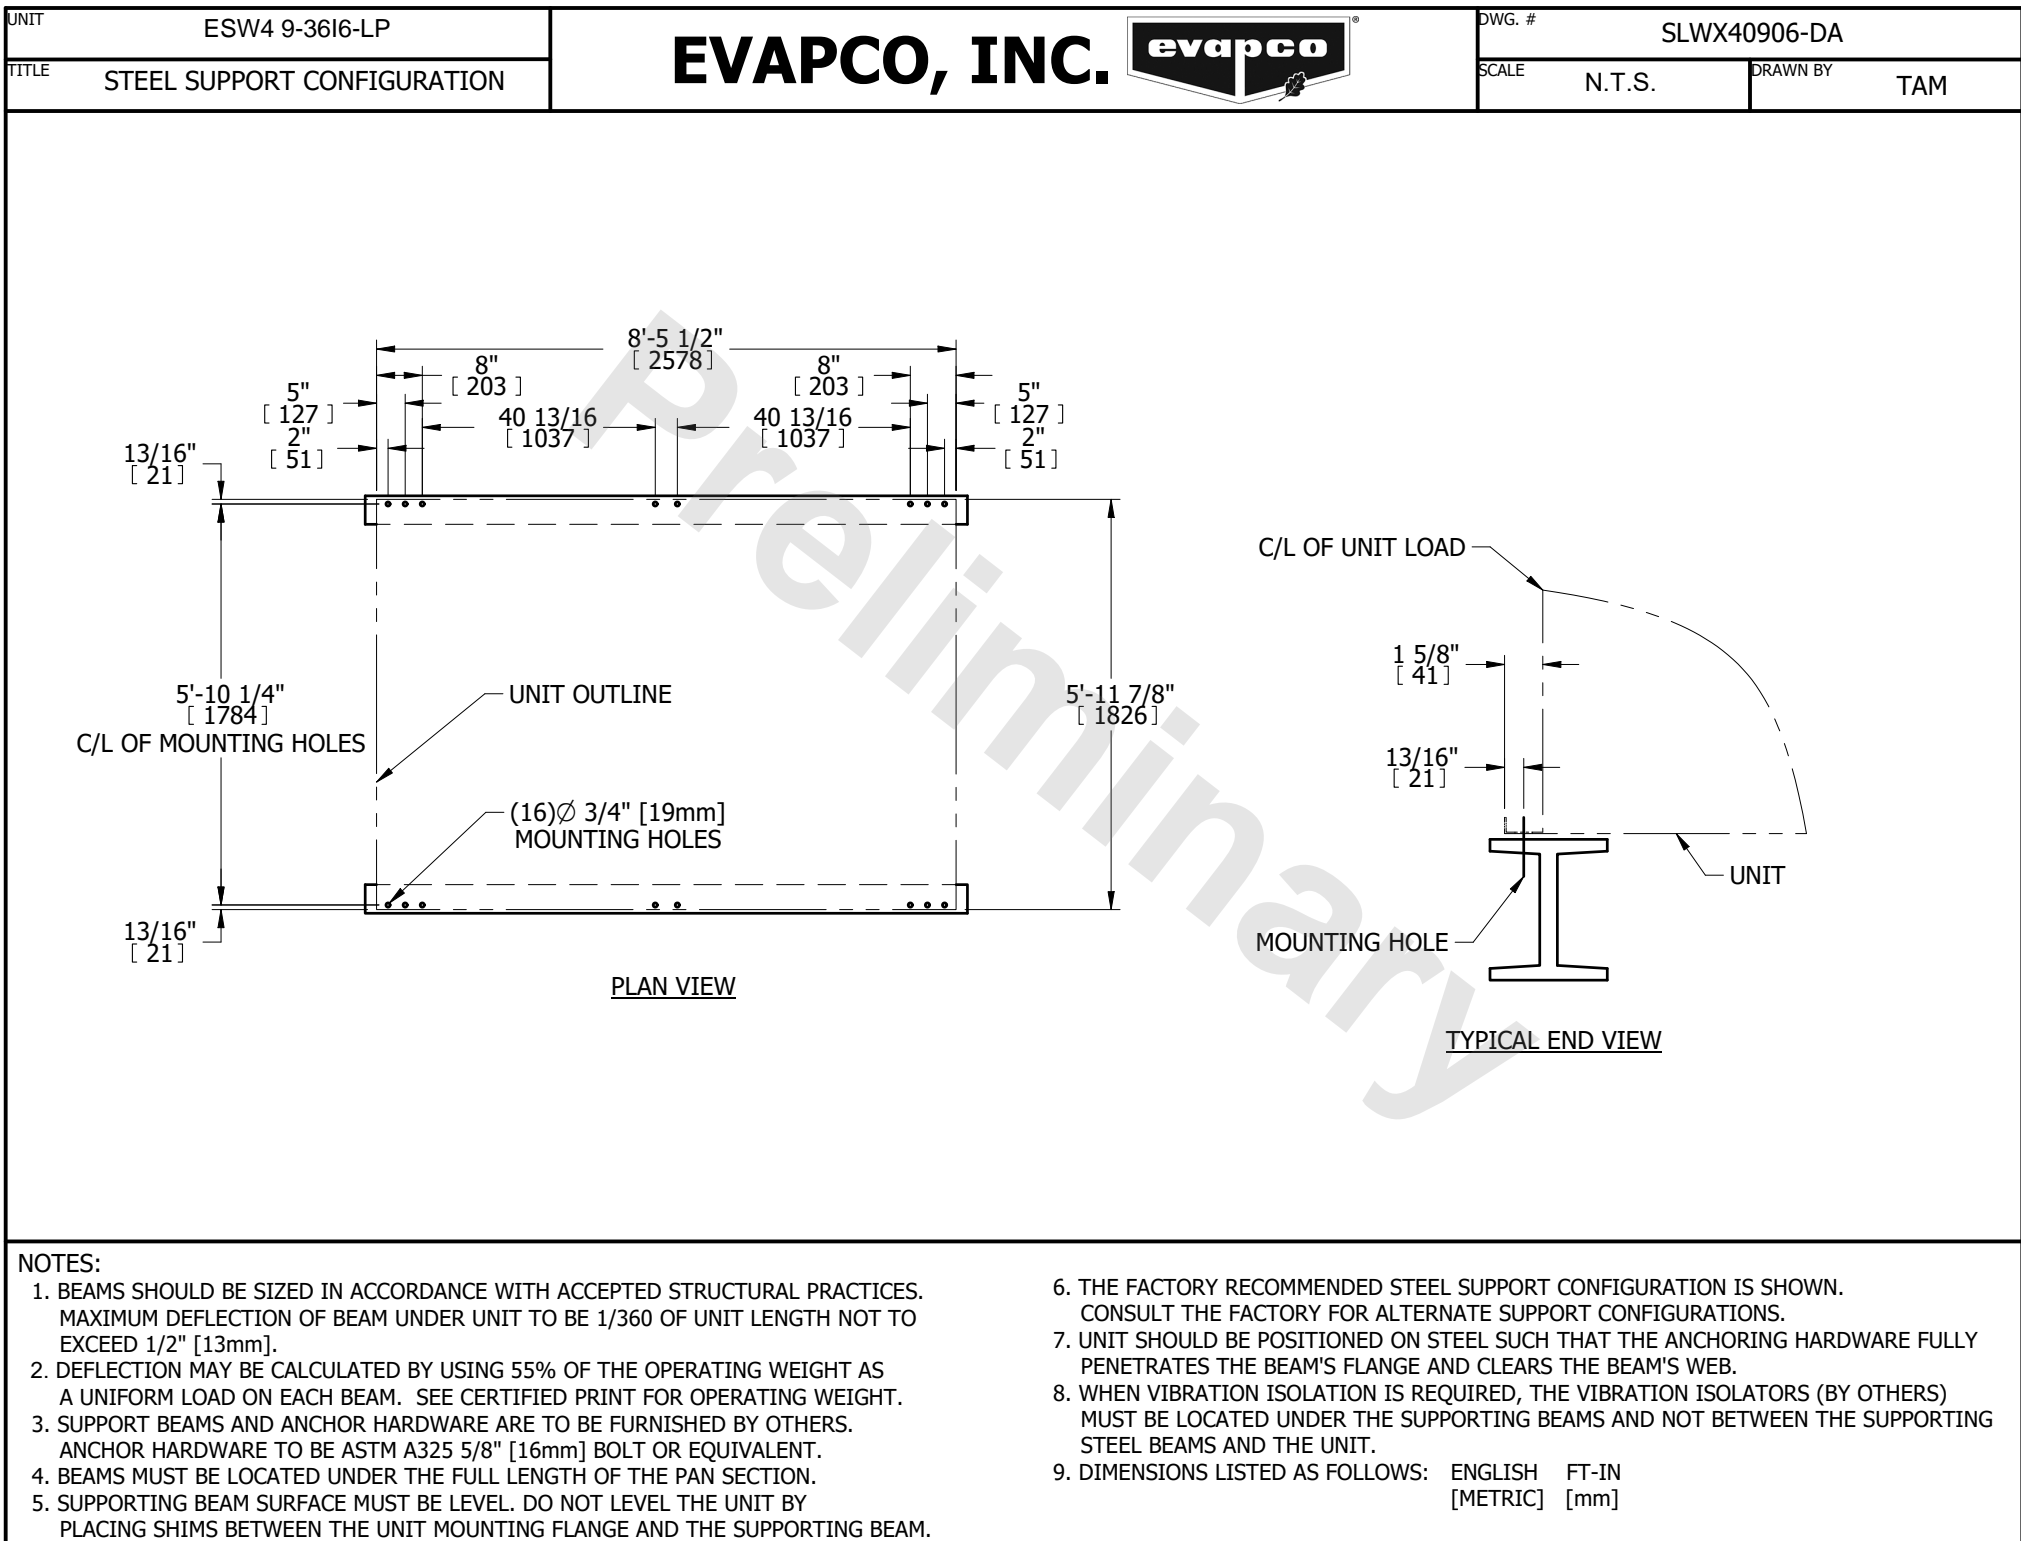 UNIT
ESW4 9-36I6-LP
TITLE
STEEL SUPPORT CONFIGURATION
EVAPCO, INC.
evapco
®
DWG. #
SLWX40906-DA
SCALE
N.T.S.
DRAWN BY
TAM
Preliminary
8'-5 1/2"
[ 2578 ]
8"
[ 203 ]
8"
[ 203 ]
5"
[ 127 ]
5"
[ 127 ]
40 13/16
[ 1037 ]
40 13/16
[ 1037 ]
2"
[ 51 ]
2"
[ 51 ]
13/16"
[ 21 ]
5'-10 1/4"
[ 1784 ]
C/L OF MOUNTING HOLES
UNIT OUTLINE
5'-11 7/8"
[ 1826 ]
(16)∅ 3/4" [19mm]
MOUNTING HOLES
13/16"
[ 21 ]
PLAN VIEW
C/L OF UNIT LOAD
1 5/8"
[ 41 ]
13/16"
[ 21 ]
UNIT
MOUNTING HOLE
TYPICAL END VIEW
NOTES:
1. BEAMS SHOULD BE SIZED IN ACCORDANCE WITH ACCEPTED STRUCTURAL PRACTICES.
MAXIMUM DEFLECTION OF BEAM UNDER UNIT TO BE 1/360 OF UNIT LENGTH NOT TO
EXCEED 1/2" [13mm].
2. DEFLECTION MAY BE CALCULATED BY USING 55% OF THE OPERATING WEIGHT AS
A UNIFORM LOAD ON EACH BEAM. SEE CERTIFIED PRINT FOR OPERATING WEIGHT.
3. SUPPORT BEAMS AND ANCHOR HARDWARE ARE TO BE FURNISHED BY OTHERS.
ANCHOR HARDWARE TO BE ASTM A325 5/8" [16mm] BOLT OR EQUIVALENT.
4. BEAMS MUST BE LOCATED UNDER THE FULL LENGTH OF THE PAN SECTION.
5. SUPPORTING BEAM SURFACE MUST BE LEVEL. DO NOT LEVEL THE UNIT BY
PLACING SHIMS BETWEEN THE UNIT MOUNTING FLANGE AND THE SUPPORTING BEAM.
6. THE FACTORY RECOMMENDED STEEL SUPPORT CONFIGURATION IS SHOWN.
CONSULT THE FACTORY FOR ALTERNATE SUPPORT CONFIGURATIONS.
7. UNIT SHOULD BE POSITIONED ON STEEL SUCH THAT THE ANCHORING HARDWARE FULLY
PENETRATES THE BEAM'S FLANGE AND CLEARS THE BEAM'S WEB.
8. WHEN VIBRATION ISOLATION IS REQUIRED, THE VIBRATION ISOLATORS (BY OTHERS)
MUST BE LOCATED UNDER THE SUPPORTING BEAMS AND NOT BETWEEN THE SUPPORTING
STEEL BEAMS AND THE UNIT.
9. DIMENSIONS LISTED AS FOLLOWS: ENGLISH FT-IN
[METRIC] [mm]